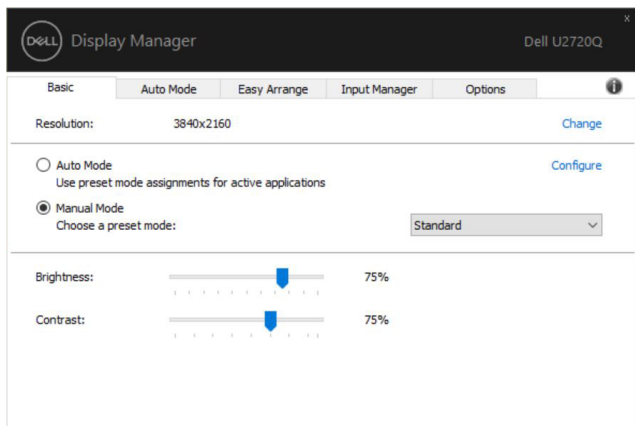 x
DELL Display Manager
Dell U2720Q
Basic Auto Mode Easy Arrange Input Manager Options i
Resolution: 3840x2160 Change
Auto Mode Configure
Use preset mode assignments for active applications
Manual Mode
Choose a preset mode: Standard
Brightness: 75%
Contrast: 75%